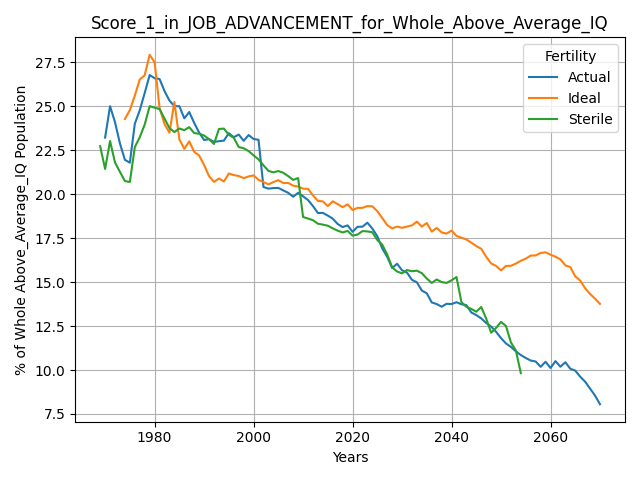 Score_1_in_JOB_ADVANCEMENT_for_Whole_Above_Average_IQ
Fertility
Actual
Ideal
Sterile
% of Whole Above_Average_IQ Population
27.5
25.0
22.5
20.0
17.5
15.0
12.5
10.0
7.5
1980
2000
2020
2040
2060
Years